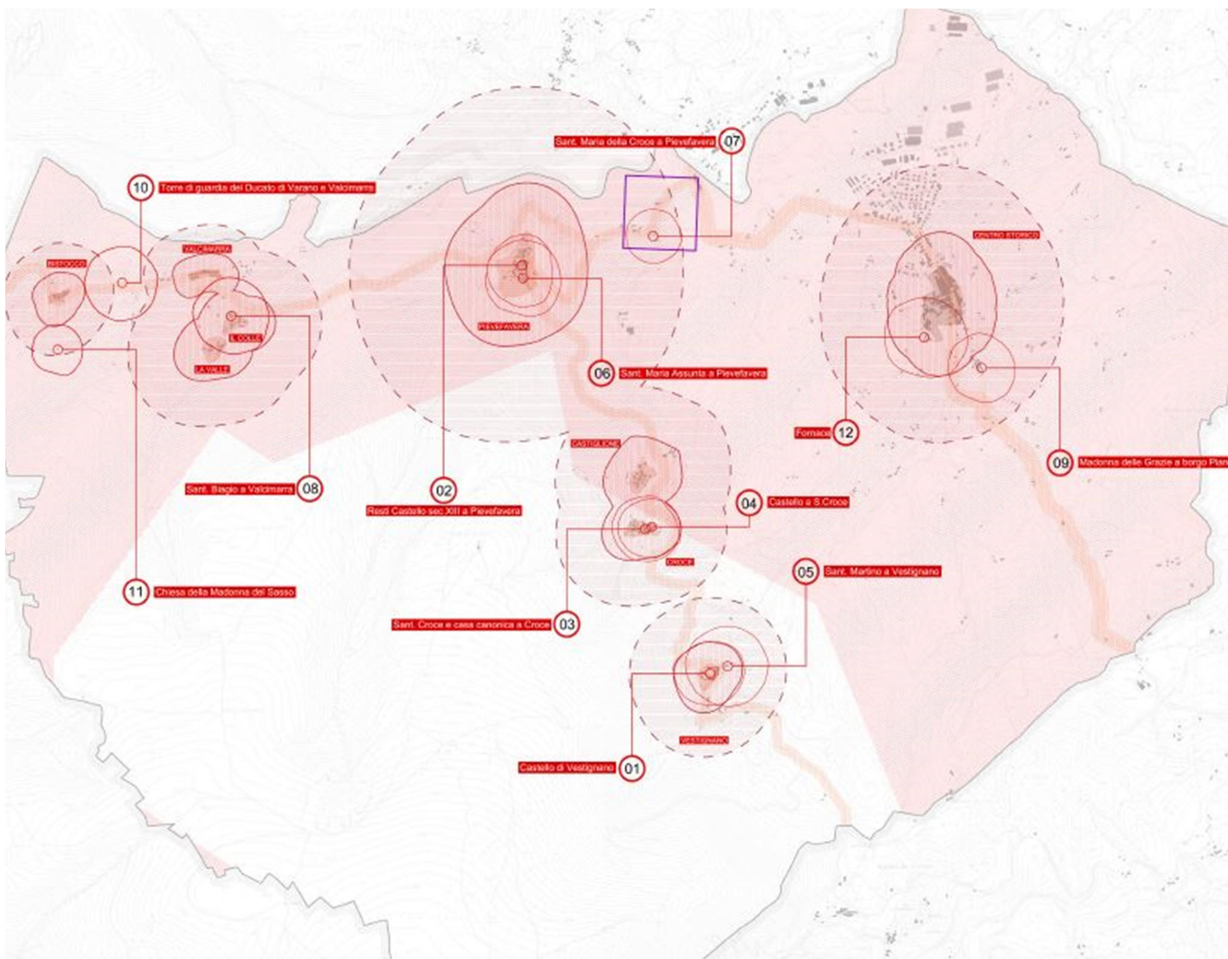 07
Sant. Maria della Croce a Pievefavera
10
Torre di guardia del Ducato di Varano e Valcimarra
CENTRO STORICO
VALCIMARRA
BISTOCCO
PIEVEFAVERA
IL COLLE
LA VALLE
06
Sant. Maria Assunta a Pievefavera
Fornace
12
CASTIGLIONE
09
Madonna delle Grazie a borgo Pian
Sant. Biagio a Valcimarra
08
02
Resti Castello sec.XIII a Pievefavera
04
Castello a S.Croce
CROCE
05
Sant. Martino a Vestignano
11
Chiesa della Madonna del Sasso
Sant. Croce e casa canonica a Croce
03
VESTIGNANO
Castello di Vestignano
01